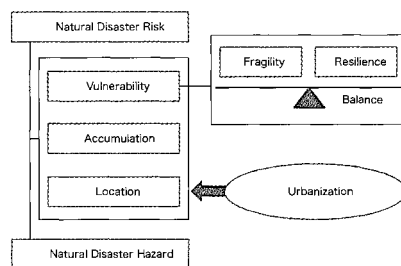 Natural Disaster Risk
Fragility
Resilience
Vulnerability
Balance
Accumulation
Location
Urbanization
Natural Disaster Hazard